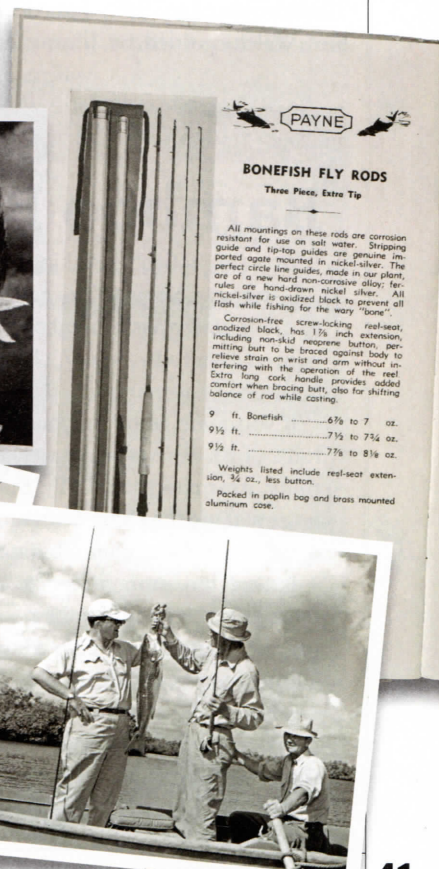 PAYNE
BONEFISH FLY RODS
Three Piece, Extra Tip
All mountings on these rods are corrosion
resistant for use on salt water. Stripping
guide and tip-top guides are genuine im-
ported agate mounted in nickel-silver. The
perfect circle line guides, made in our plant,
are of a new hard non-corrosive alloy; fer-
rules are hand-drawn nickel silver. All
nickel-silver is oxidized black to prevent all
flash while fishing for the wary "bone".
Corrosion-free screw-locking reel-seat,
anodized black, has 1⅞ inch extension,
including non-skid neoprene button, per-
mitting butt to be braced against body to
relieve strain on wrist and arm without in-
terfering with the operation of the reel.
Extra long cork handle provides added
comfort when bracing butt, also for shifting
balance of rod while casting.
9 ft. Bonefish ............6⅞ to 7 oz.
9½ ft. ......................7½ to 7¾ oz.
9½ ft. ......................7⅞ to 8⅛ oz.
Weights listed include reel-seat exten-
sion, ¾ oz., less button.
Packed in poplin bag and brass mounted
aluminum case.
41